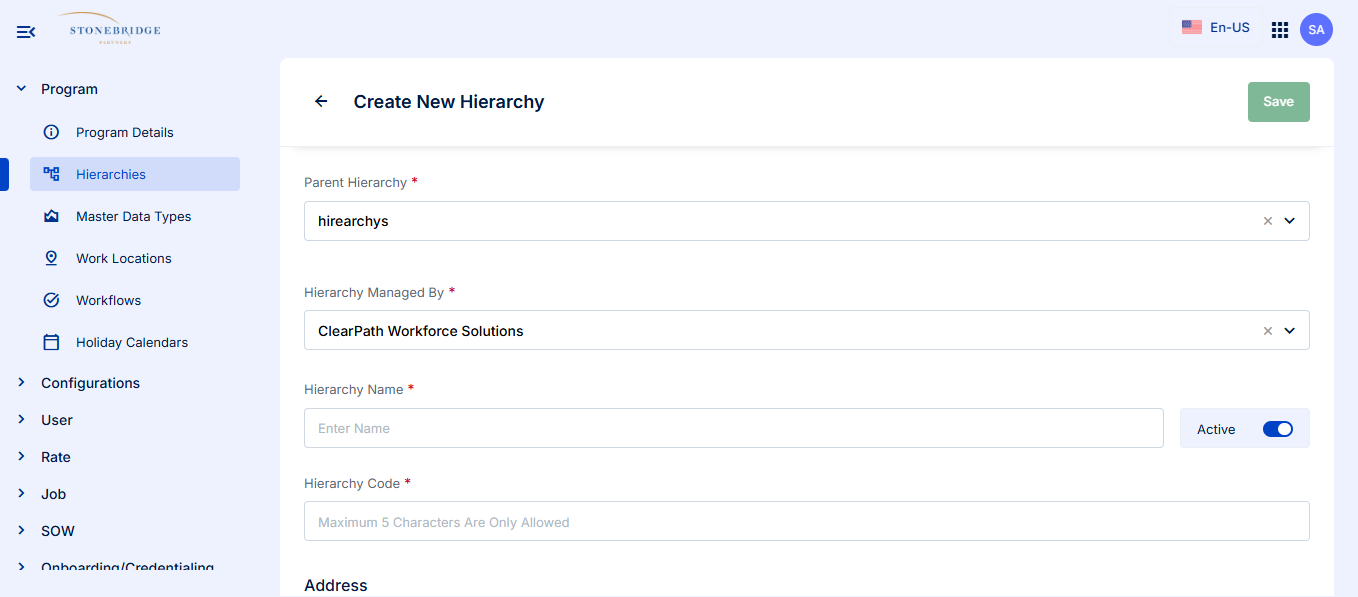 STONEBRIDGE
PARTNERS
En-US
SA
Program
Program Details
Hierarchies
Master Data Types
Work Locations
Workflows
Holiday Calendars
Configurations
User
Rate
Job
SOW
Onboarding/Credentialing
Create New Hierarchy
Save
Parent Hierarchy *
hirearchys
Hierarchy Managed By *
ClearPath Workforce Solutions
Hierarchy Name *
Enter Name
Active
Hierarchy Code *
Maximum 5 Characters Are Only Allowed
Address